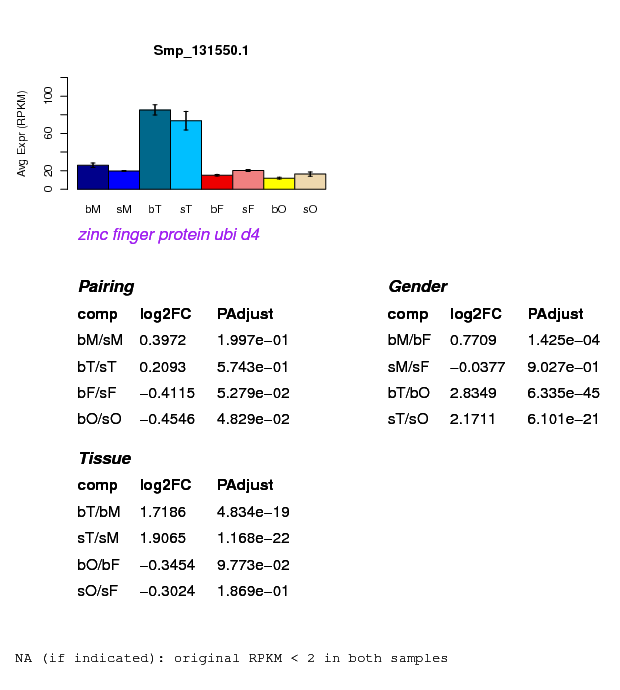 Smp_131550.1
Avg Expr (RPKM)
0 20 60 100
bM sM bT sT bF sF bO sO
zinc finger protein ubi d4
Pairing
comp log2FC PAdjust
bM/sM 0.3972 1.997e−01
bT/sT 0.2093 5.743e−01
bF/sF −0.4115 5.279e−02
bO/sO −0.4546 4.829e−02
Gender
comp log2FC PAdjust
bM/bF 0.7709 1.425e−04
sM/sF −0.0377 9.027e−01
bT/bO 2.8349 6.335e−45
sT/sO 2.1711 6.101e−21
Tissue
comp log2FC PAdjust
bT/bM 1.7186 4.834e−19
sT/sM 1.9065 1.168e−22
bO/bF −0.3454 9.773e−02
sO/sF −0.3024 1.869e−01
NA (if indicated): original RPKM < 2 in both samples